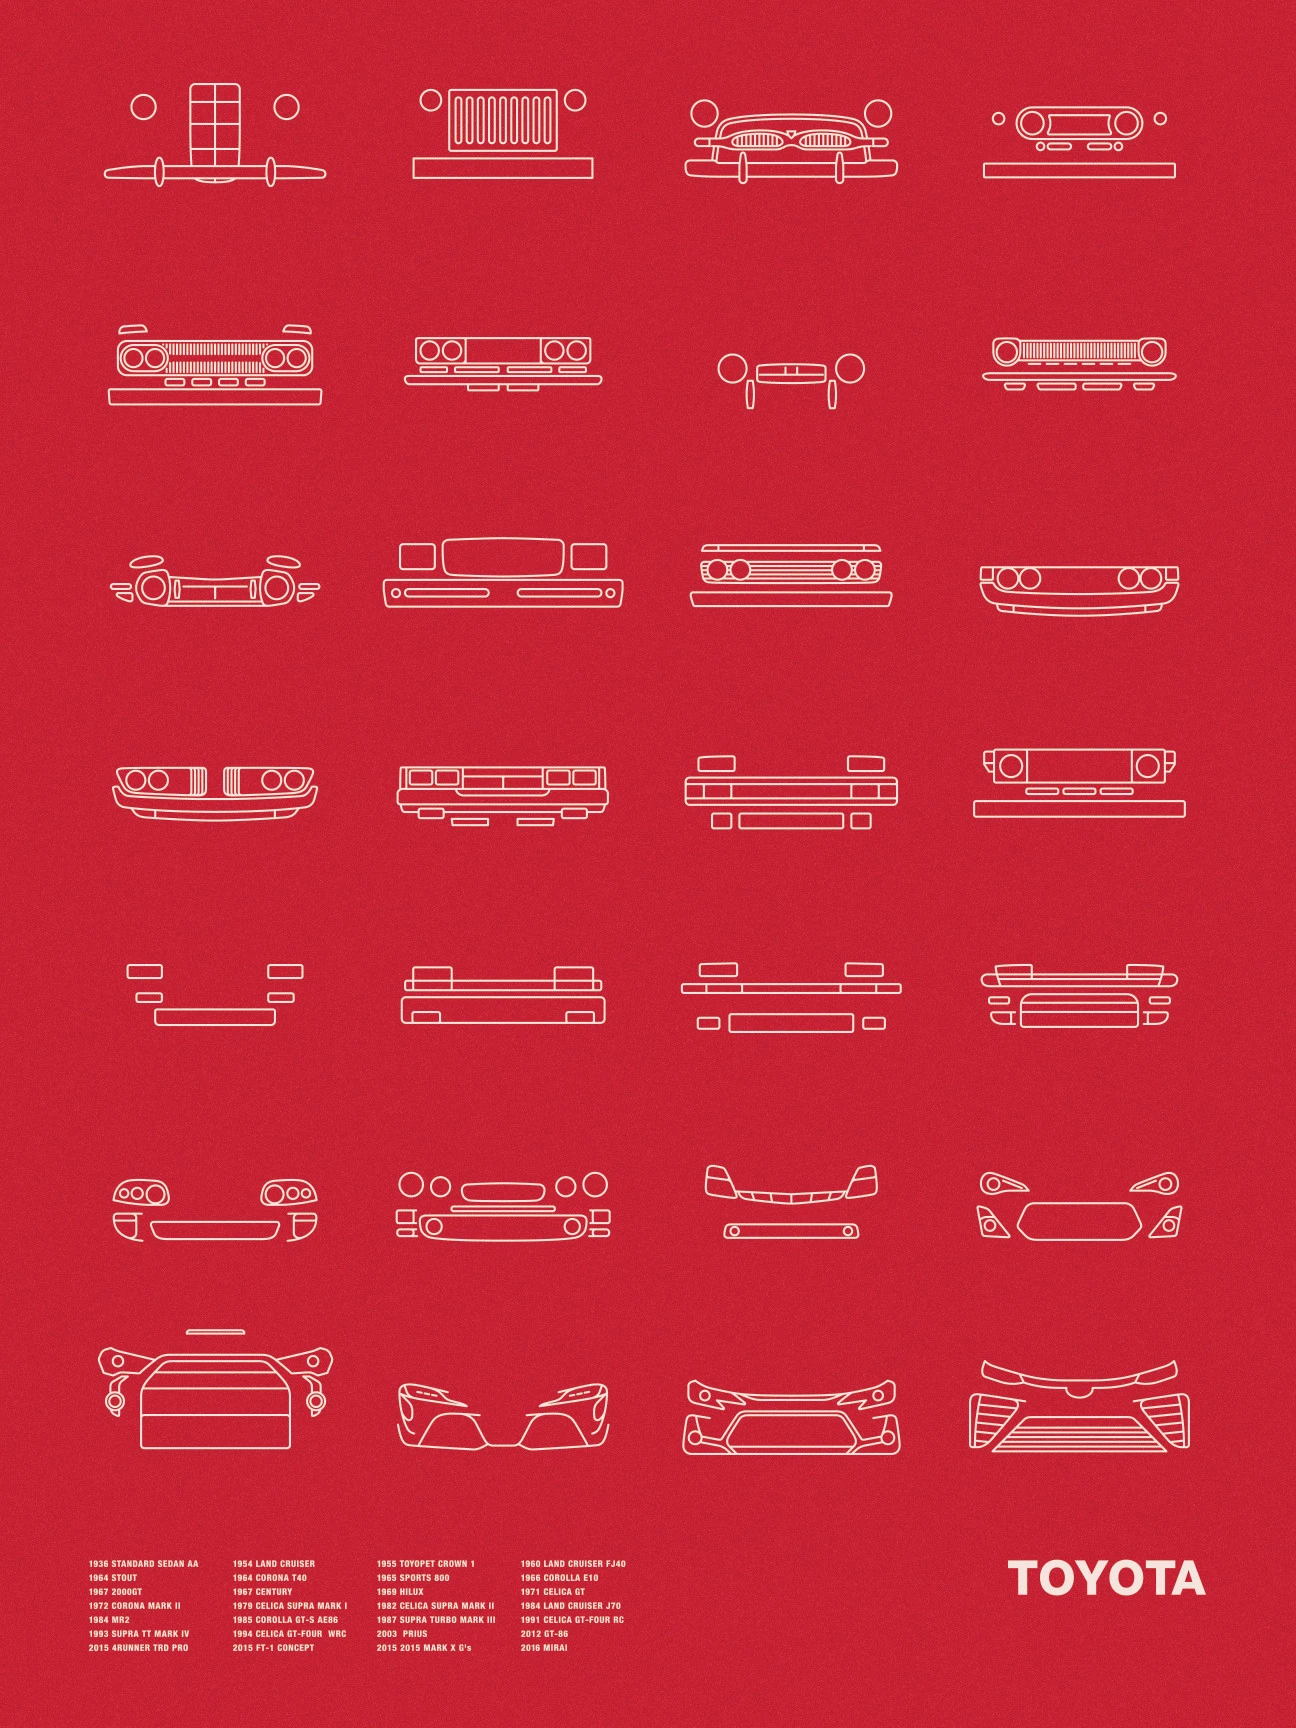 1936 STANDARD SEDAN AA 1954 LAND CRUISER 1955 TOYOPET CROWN 1 1960 LAND CRUISER FJ40
1964 STOUT 1964 CORONA T40 1965 SPORTS 800 1966 COROLLA E10
1967 2000GT 1967 CENTURY 1969 HILUX 1971 CELICA GT
1972 CORONA MARK II 1979 CELICA SUPRA MARK I 1982 CELICA SUPRA MARK II 1984 LAND CRUISER J70
1984 MR2 1985 COROLLA GT-S AE86 1987 SUPRA TURBO MARK III 1991 CELICA GT-FOUR RC
1993 SUPRA TT MARK IV 1994 CELICA GT-FOUR WRC 2003 PRIUS 2012 GT-86
2015 4RUNNER TRD PRO 2015 FT-1 CONCEPT 2015 2015 MARK X G's 2016 MIRAI
TOYOTA